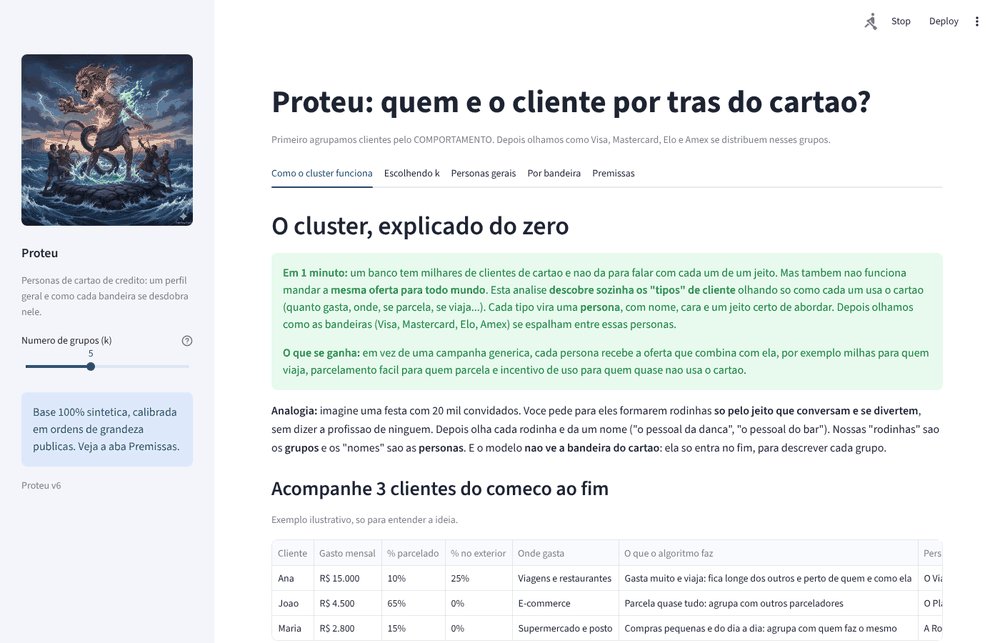 Stop
Deploy
Proteu
Personas de cartao de credito: um perfil
geral e como cada bandeira se desdobra
nele.
Numero de grupos (k)
5
Base 100% sintetica, calibrada
em ordens de grandeza
publicas. Veja a aba Premissas.
Proteu v6
Proteu: quem e o cliente por tras do cartao?
Primeiro agrupamos clientes pelo COMPORTAMENTO. Depois olhamos como Visa, Mastercard, Elo e Amex se distribuem nesses grupos.
Como o cluster funciona Escolhendo k Personas gerais Por bandeira Premissas
O cluster, explicado do zero
Em 1 minuto: um banco tem milhares de clientes de cartao e nao da para falar com cada um de um jeito. Mas tambem nao funciona
mandar a mesma oferta para todo mundo. Esta analise descobre sozinha os "tipos" de cliente olhando so como cada um usa o cartao
(quanto gasta, onde, se parcela, se viaja...). Cada tipo vira uma persona, com nome, cara e um jeito certo de abordar. Depois olhamos
como as bandeiras (Visa, Mastercard, Elo, Amex) se espalham entre essas personas.
O que se ganha: em vez de uma campanha generica, cada persona recebe a oferta que combina com ela, por exemplo milhas para quem
viaja, parcelamento facil para quem parcela e incentivo de uso para quem quase nao usa o cartao.
Analogia: imagine uma festa com 20 mil convidados. Voce pede para eles formarem rodinhas so pelo jeito que conversam e se divertem,
sem dizer a profissao de ninguem. Depois olha cada rodinha e da um nome ("o pessoal da danca", "o pessoal do bar"). Nossas "rodinhas" sao
os grupos e os "nomes" sao as personas. E o modelo nao ve a bandeira do cartao: ela so entra no fim, para descrever cada grupo.
Acompanhe 3 clientes do comeco ao fim
Exemplo ilustrativo, so para entender a ideia.
Cliente Gasto mensal % parcelado % no exterior Onde gasta O que o algoritmo faz Pers
Ana R$ 15.000 10% 25% Viagens e restaurantes Gasta muito e viaja: fica longe dos outros e perto de quem e como ela O Via
Joao R$ 4.500 65% 0% E-commerce Parcela quase tudo: agrupa com outros parceladores O Pl
Maria R$ 2.800 15% 0% Supermercado e posto Compras pequenas e do dia a dia: agrupa com quem faz o mesmo A Ro